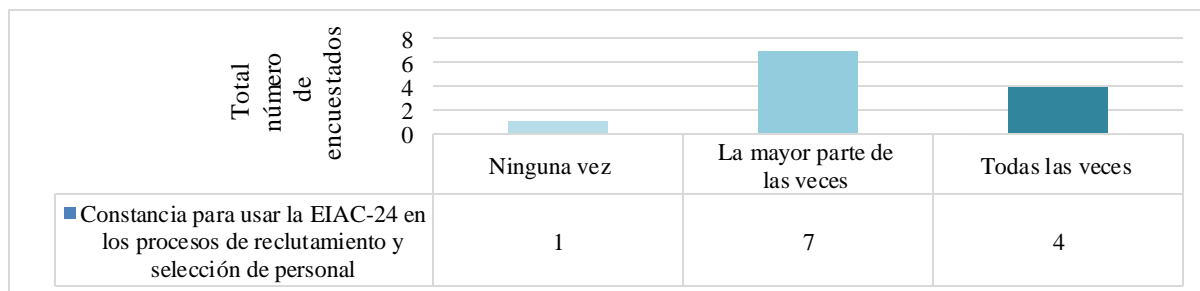 Total
número
de
encuestados
8
6
4
2
0
Ninguna vez
La mayor parte de
las veces
Todas las veces
Constancia para usar la EIAC-24 en
los procesos de reclutamiento y
selección de personal
1
7
4